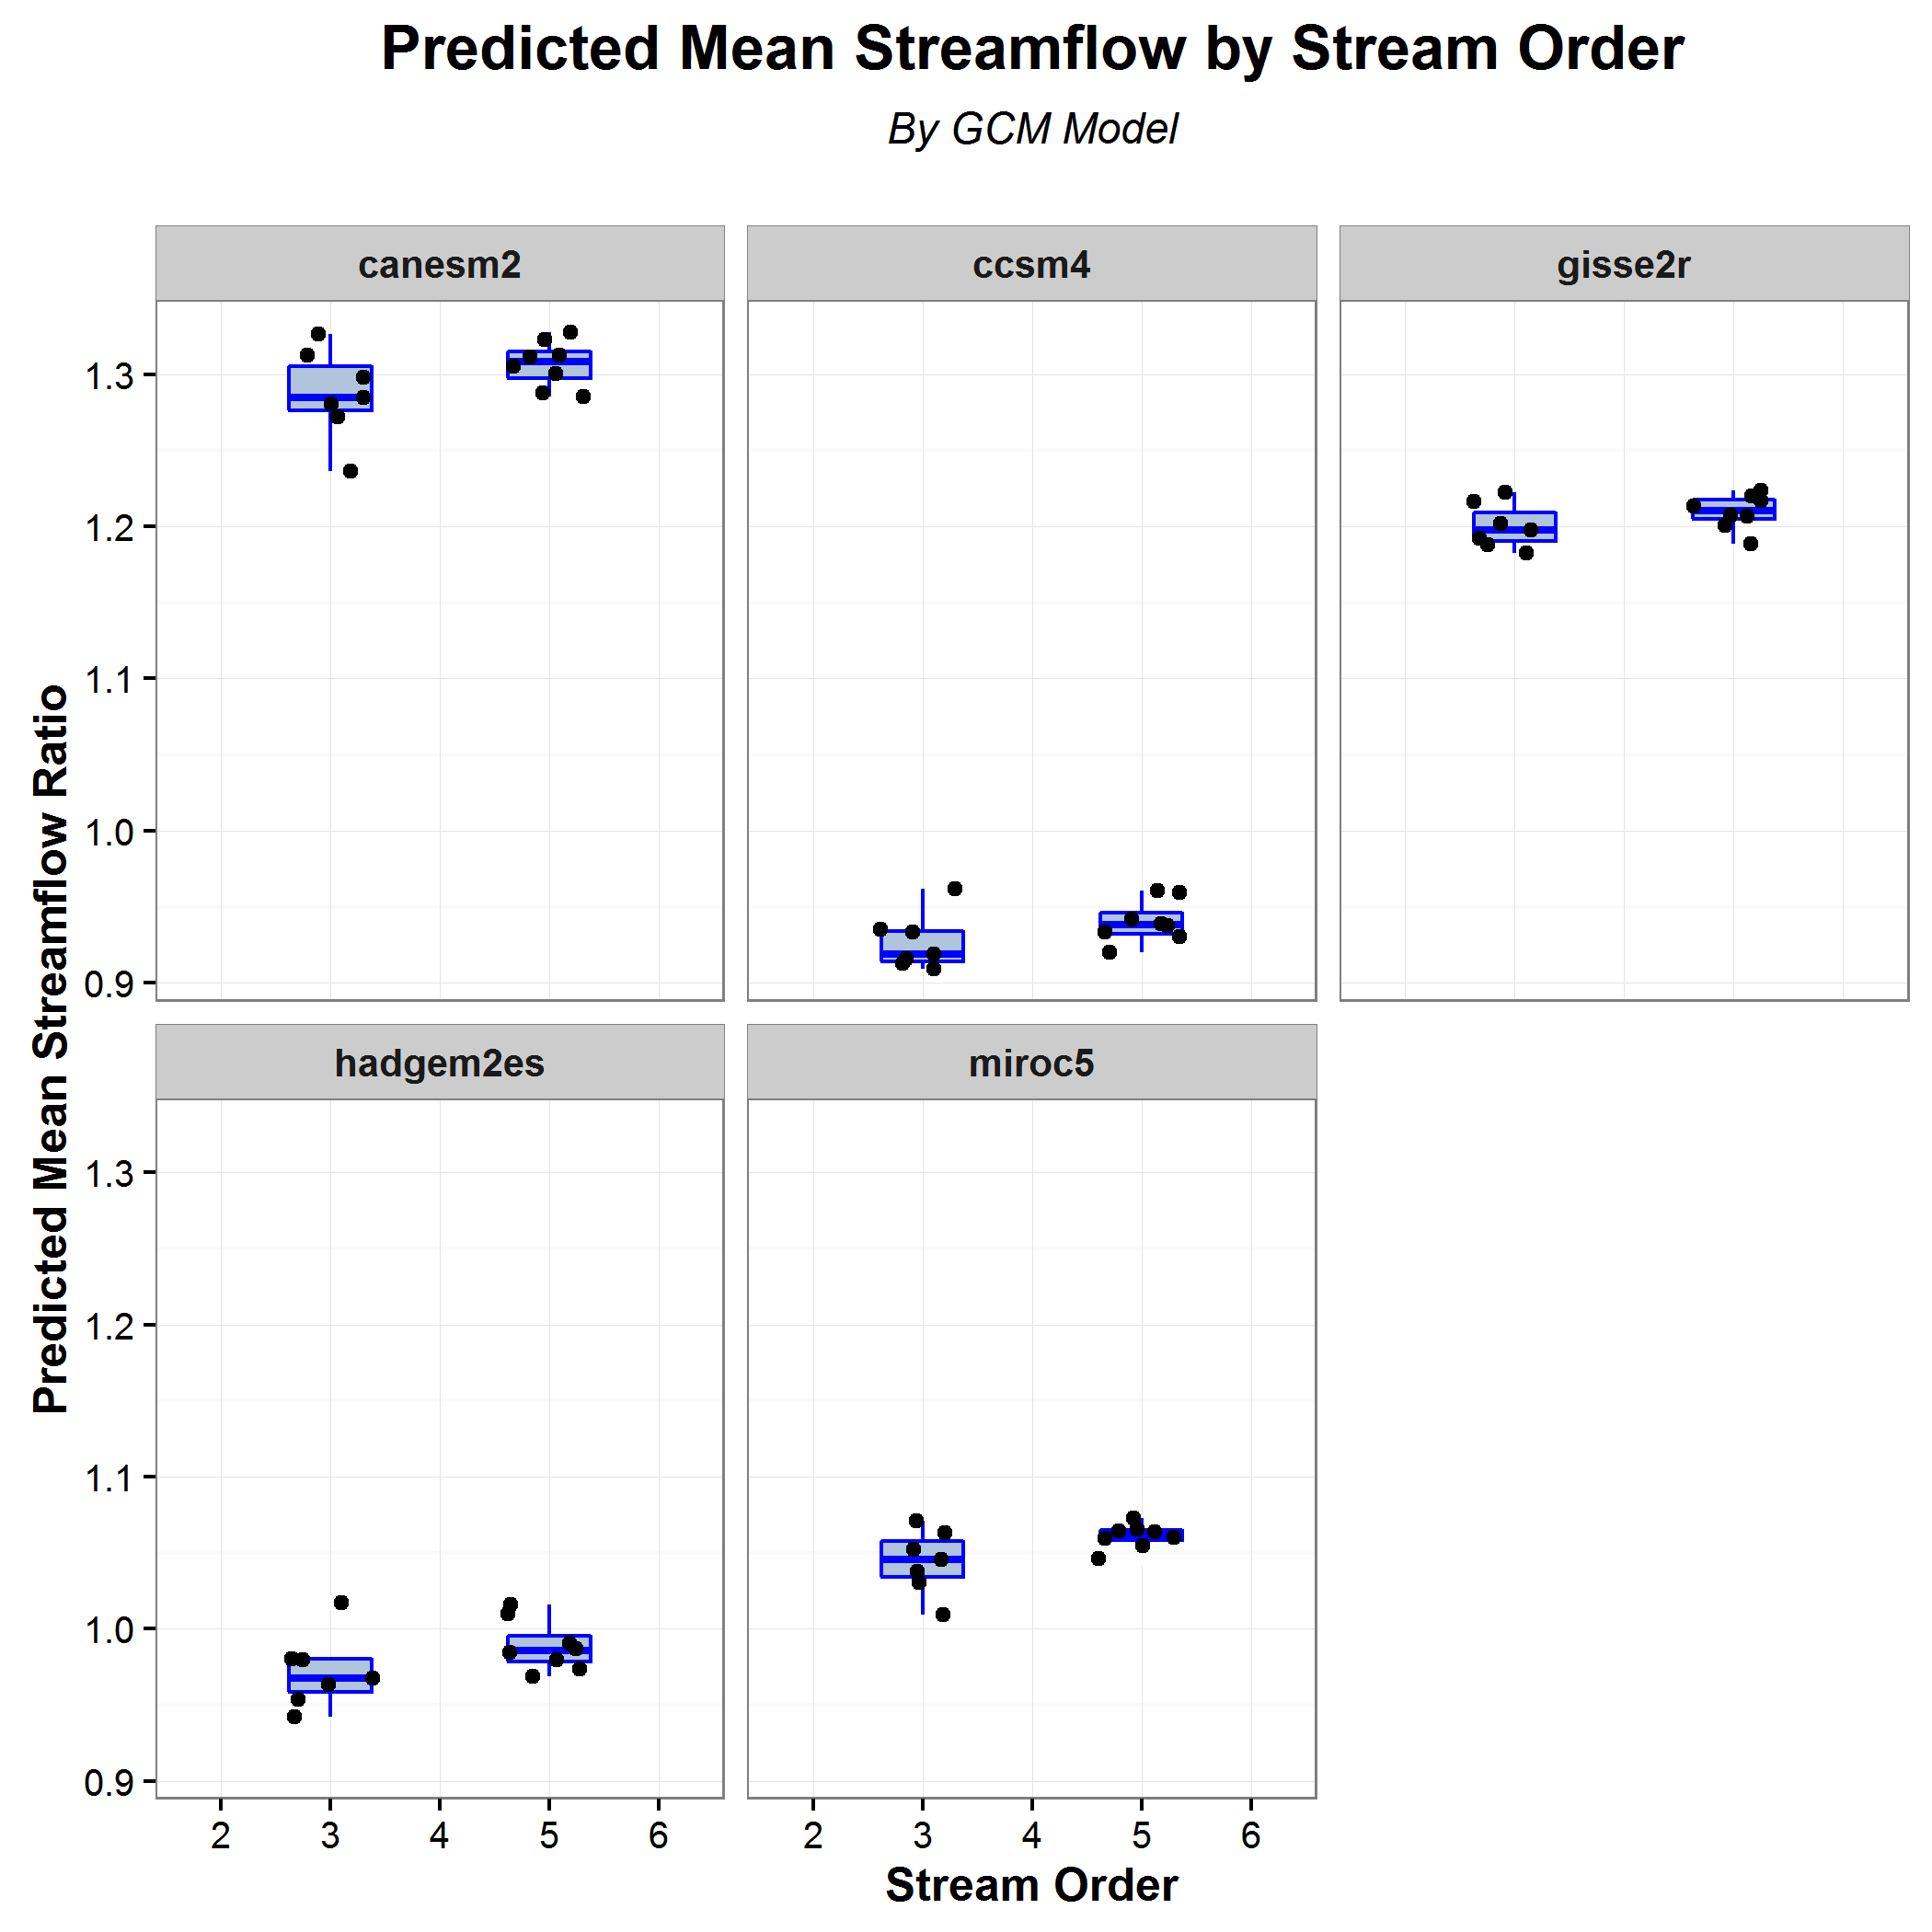 Predicted Mean Streamflow by Stream Order
By GCM Model
canesm2
ccsm4
gisse2r
1.3
1.2
1.1
1.0
0.9
hadgem2es
miroc5
1.3
1.2
1.1
1.0
0.9
2 3 4 5 6
2 3 4 5 6
Stream Order
Predicted Mean Streamflow Ratio